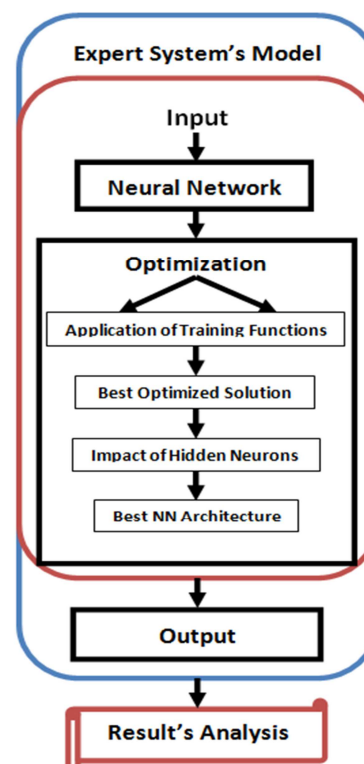 Expert System's Model
Input
Neural Network
Optimization
Application of Training Functions
Best Optimized Solution
Impact of Hidden Neurons
Best NN Architecture
Output
Result's Analysis